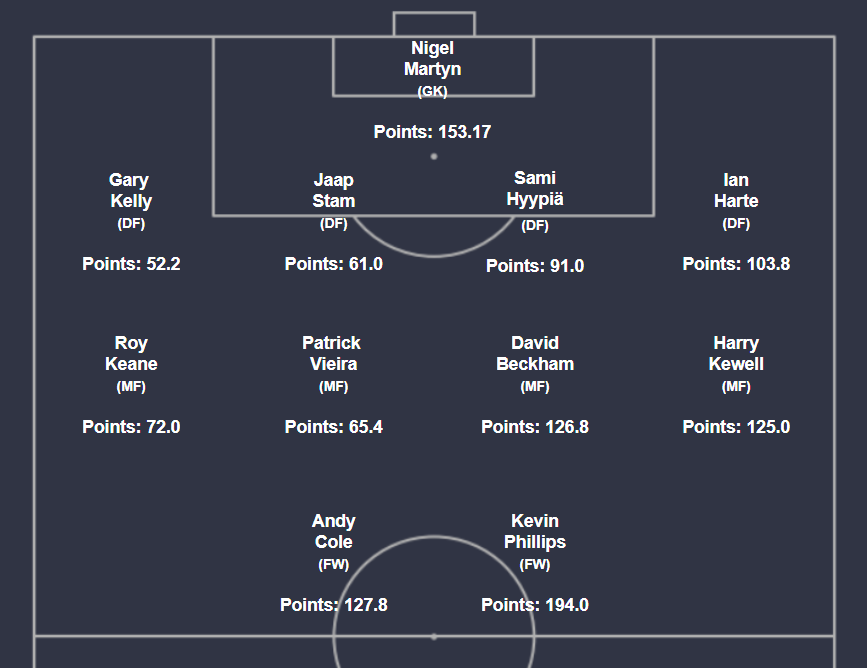 Nigel
Martyn
(GK)
Points: 153.17
Gary
Kelly
(DF)
Points: 52.2
Jaap
Stam
(DF)
Points: 61.0
Sami
Hyypiä
(DF)
Points: 91.0
Ian
Harte
(DF)
Points: 103.8
Roy
Keane
(MF)
Points: 72.0
Patrick
Vieira
(MF)
Points: 65.4
David
Beckham
(MF)
Points: 126.8
Harry
Kewell
(MF)
Points: 125.0
Andy
Cole
(FW)
Points: 127.8
Kevin
Phillips
(FW)
Points: 194.0